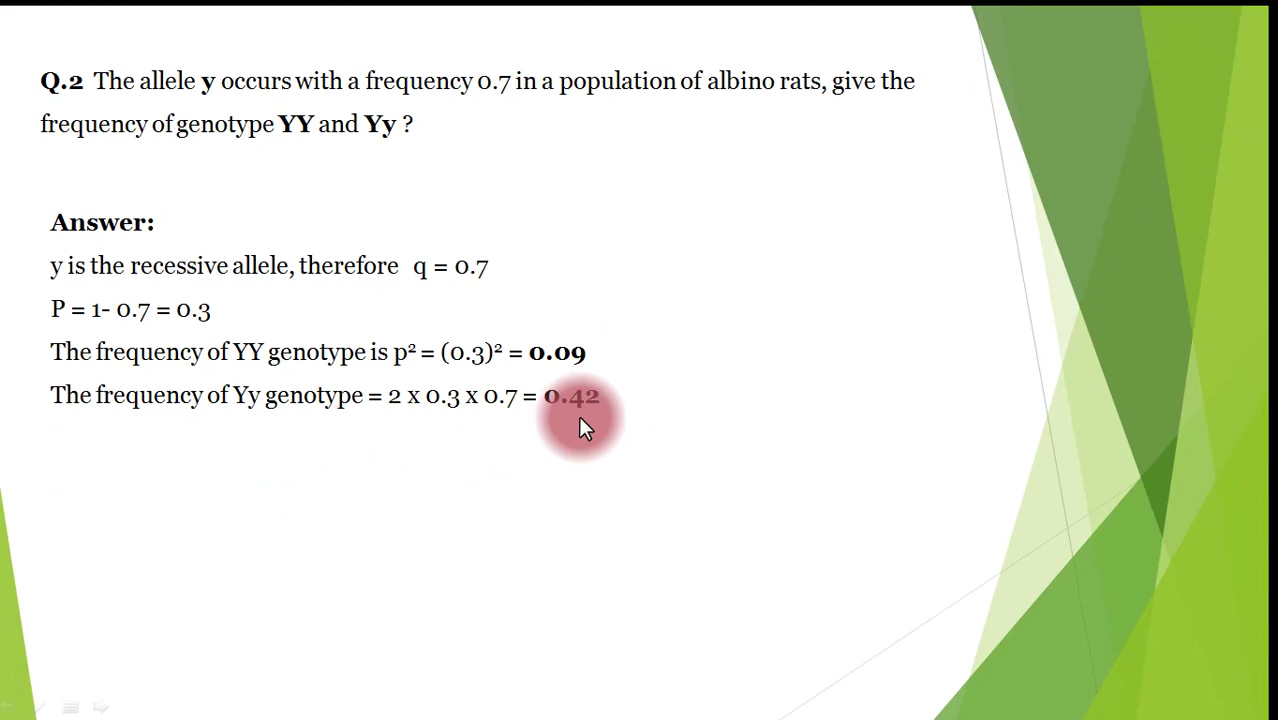 Q.2 The allele y occurs with a frequency 0.7 in a population of albino rats, give the
frequency of genotype YY and Yy ?
Answer:
y is the recessive allele, therefore q = 0.7
P = 1- 0.7 = 0.3
The frequency of YY genotype is p² = (0.3)² = 0.09
The frequency of Yy genotype = 2 x 0.3 x 0.7 = 0.42